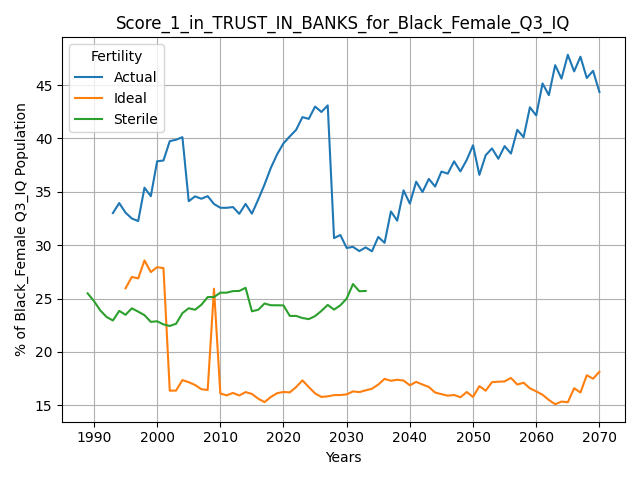 Score_1_in_TRUST_IN_BANKS_for_Black_Female_Q3_IQ
Fertility
Actual
Ideal
Sterile
% of Black_Female Q3_IQ Population
45
40
35
30
25
20
15
1990
2000
2010
2020
2030
2040
2050
2060
2070
Years